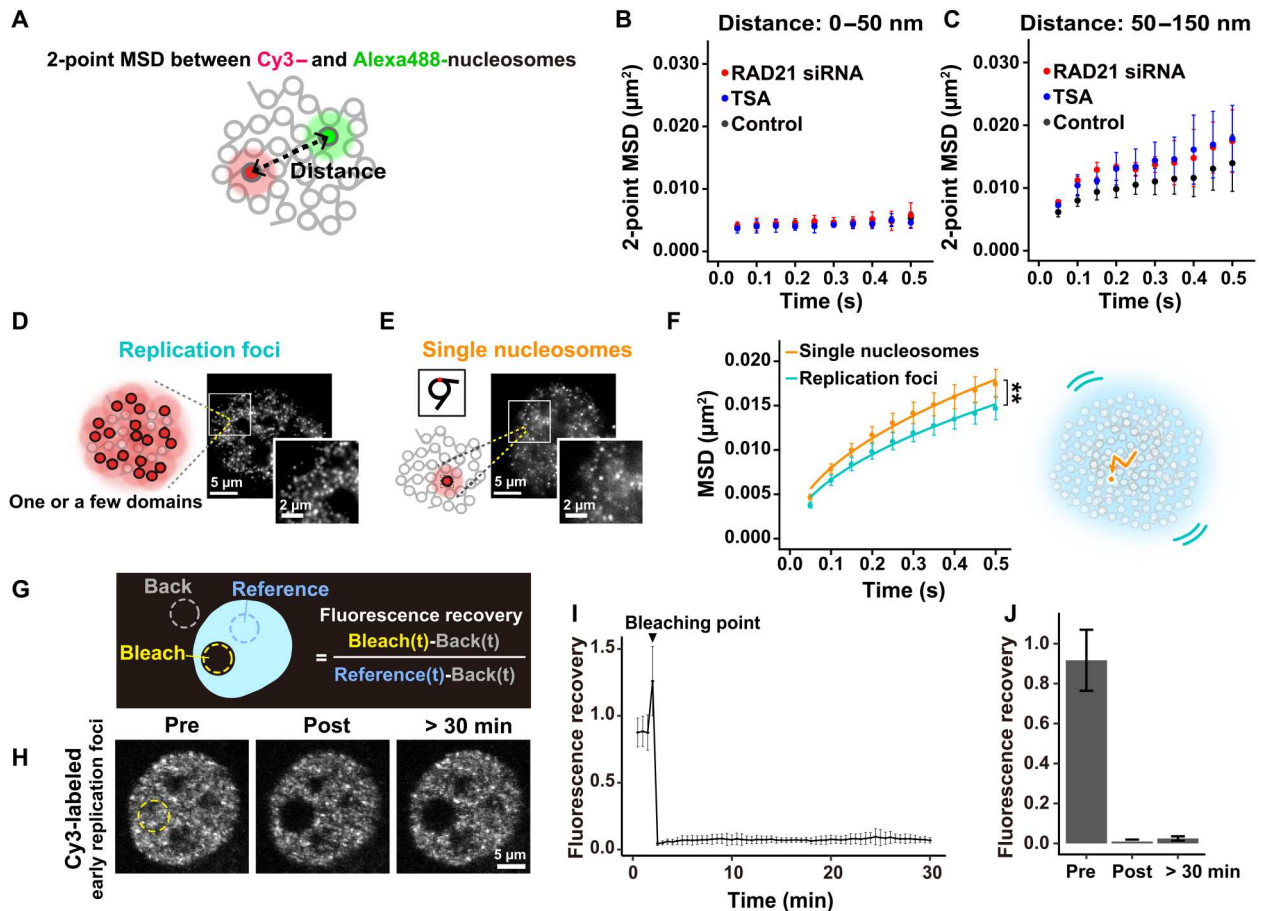 A
2-point MSD between Cy3– and Alexa488-nucleosomes
Distance
B
Distance: 0–50 nm
2-point MSD (µm²)
0.030
0.020
0.010
0.000
RAD21 siRNA
TSA
Control
0.0 0.1 0.2 0.3 0.4 0.5
Time (s)
C
Distance: 50–150 nm
2-point MSD (µm²)
0.030
0.020
0.010
0.000
RAD21 siRNA
TSA
Control
0.0 0.1 0.2 0.3 0.4 0.5
Time (s)
D
Replication foci
One or a few domains
5 µm
2 µm
E
Single nucleosomes
5 µm
2 µm
F
MSD (µm²)
0.020
0.015
0.010
0.005
0.000
Single nucleosomes
Replication foci
**
0.0 0.1 0.2 0.3 0.4 0.5
Time (s)
G
Back
Reference
Bleach
Fluorescence recovery
= Bleach(t)-Back(t)
Reference(t)-Back(t)
H
Cy3-labeled
early replication foci
Pre
Post
> 30 min
5 µm
I
Bleaching point
Fluorescence recovery
1.5
1.0
0.5
0.0
0 10 20 30
Time (min)
J
Fluorescence recovery
1.0
0.8
0.6
0.4
0.2
0.0
Pre Post > 30 min